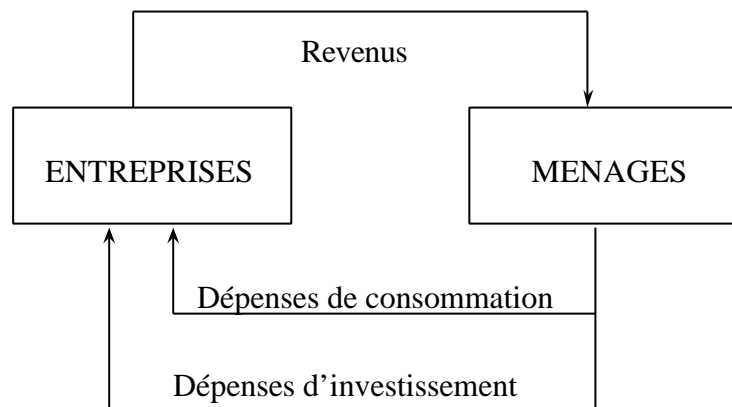 Revenus
ENTREPRISES
MENAGES
Dépenses de consommation
Dépenses d’investissement